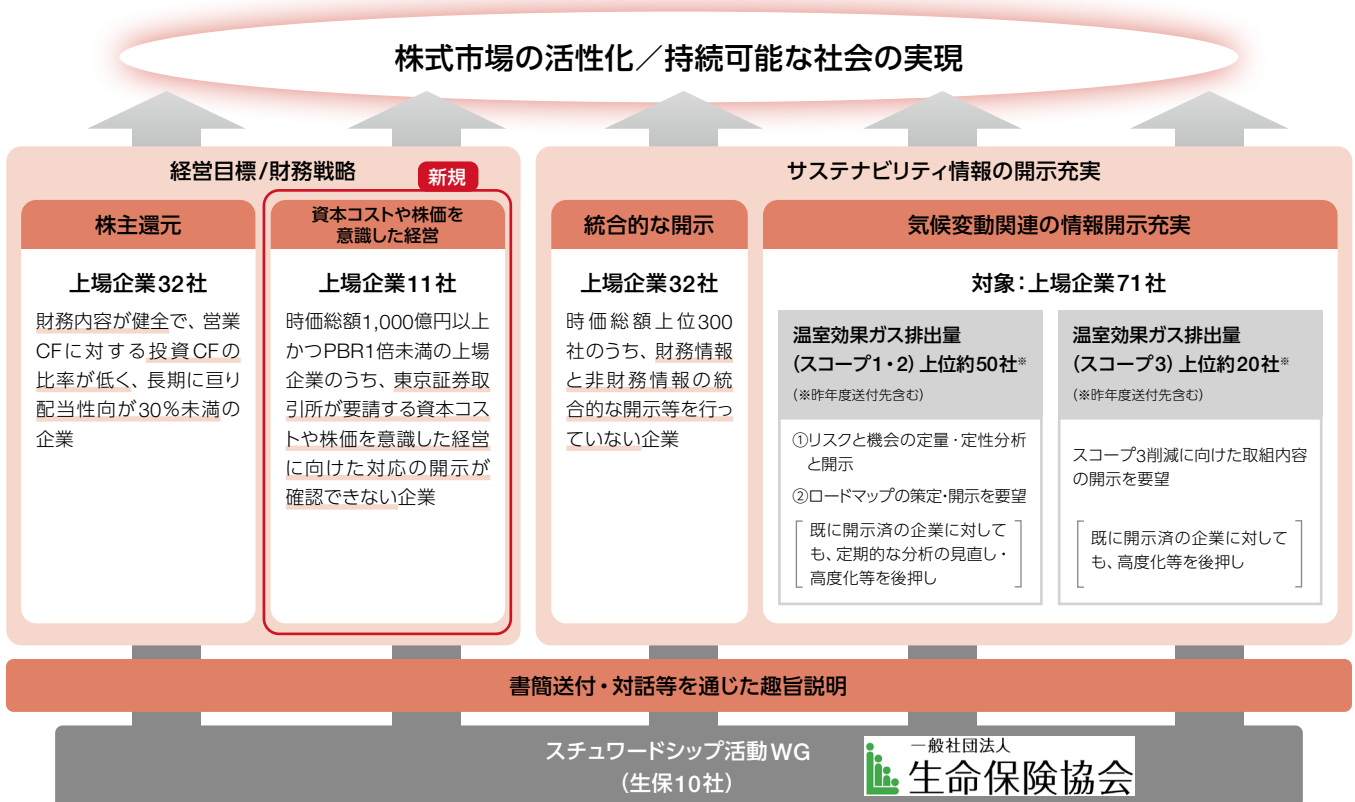 株式市場の活性化／持続可能な社会の実現
経営目標/財務戦略
新規
株主還元
上場企業32社
財務内容が健全で、営業
CFに対する投資CFの
比率が低く、長期に亘り
配当性向が30％未満の
企業
資本コストや株価を
意識した経営
上場企業11社
時価総額1,000億円以上
かつPBR1倍未満の上場
企業のうち、東京証券取
引所が要請する資本コス
トや株価を意識した経営
に向けた対応の開示が
確認できない企業
サステナビリティ情報の開示充実
統合的な開示
上場企業32社
時価総額上位300
社のうち、財務情報
と非財務情報の統
合的な開示等を行っ
ていない企業
気候変動関連の情報開示充実
対象：上場企業71社
温室効果ガス排出量
（スコープ1・2）上位約50社※
（※昨年度送付先含む）
①リスクと機会の定量・定性分析
と開示
②ロードマップの策定・開示を要望
既に開示済の企業に対して
も、定期的な分析の見直し・
高度化等を後押し
温室効果ガス排出量
（スコープ3）上位約20社※
（※昨年度送付先含む）
スコープ3削減に向けた取組内容
の開示を要望
既に開示済の企業に対して
も、高度化等を後押し
書簡送付・対話等を通じた趣旨説明
スチュワードシップ活動WG
（生保10社）
一般社団法人
生命保険協会